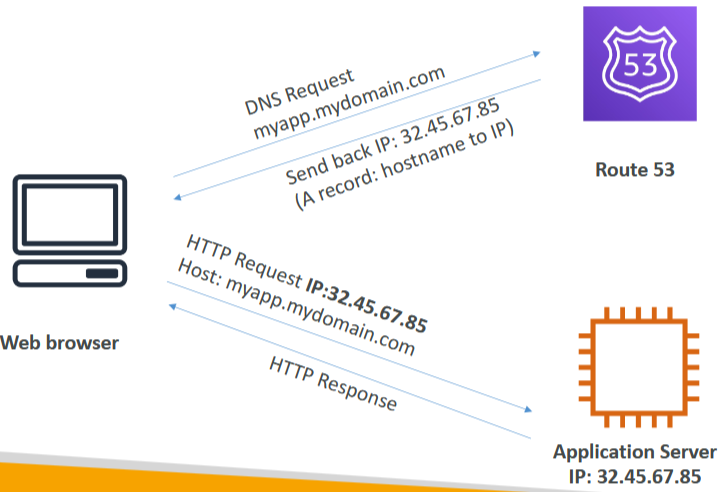 DNS Request
myapp.mydomain.com
Send back IP: 32.45.67.85
(A record: hostname to IP)
53
Route 53
Web browser
HTTP Request IP:32.45.67.85
Host: myapp.mydomain.com
HTTP Response
Application Server
IP: 32.45.67.85